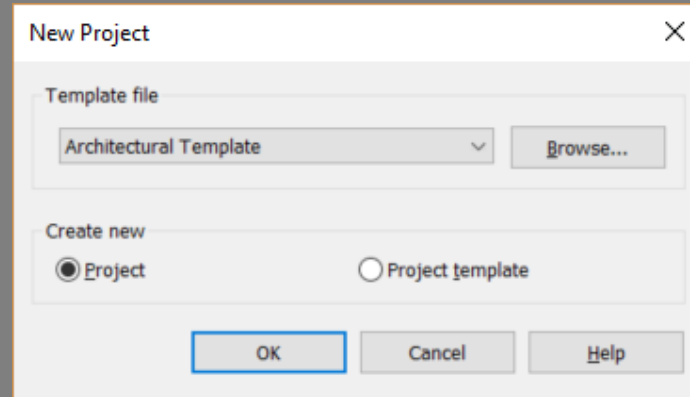 New Project
Template file
Architectural Template Browse...
Create new
Project Project template
OK Cancel Help